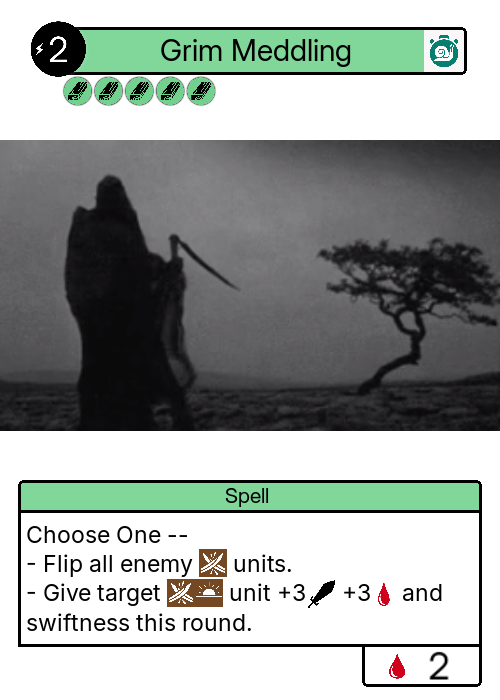 2
Grim Meddling
Spell
Choose One --
- Flip all enemy units.
- Give target unit +3 +3 and
swiftness this round.
2